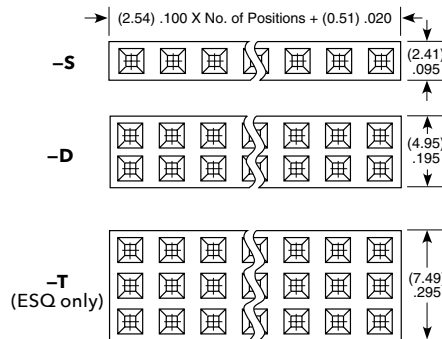 (2.54) .100 X No. of Positions + (0.51) .020
–S
(2.41)
.095
–D
(4.95)
.195
–T
(ESQ only)
(7.49)
.295